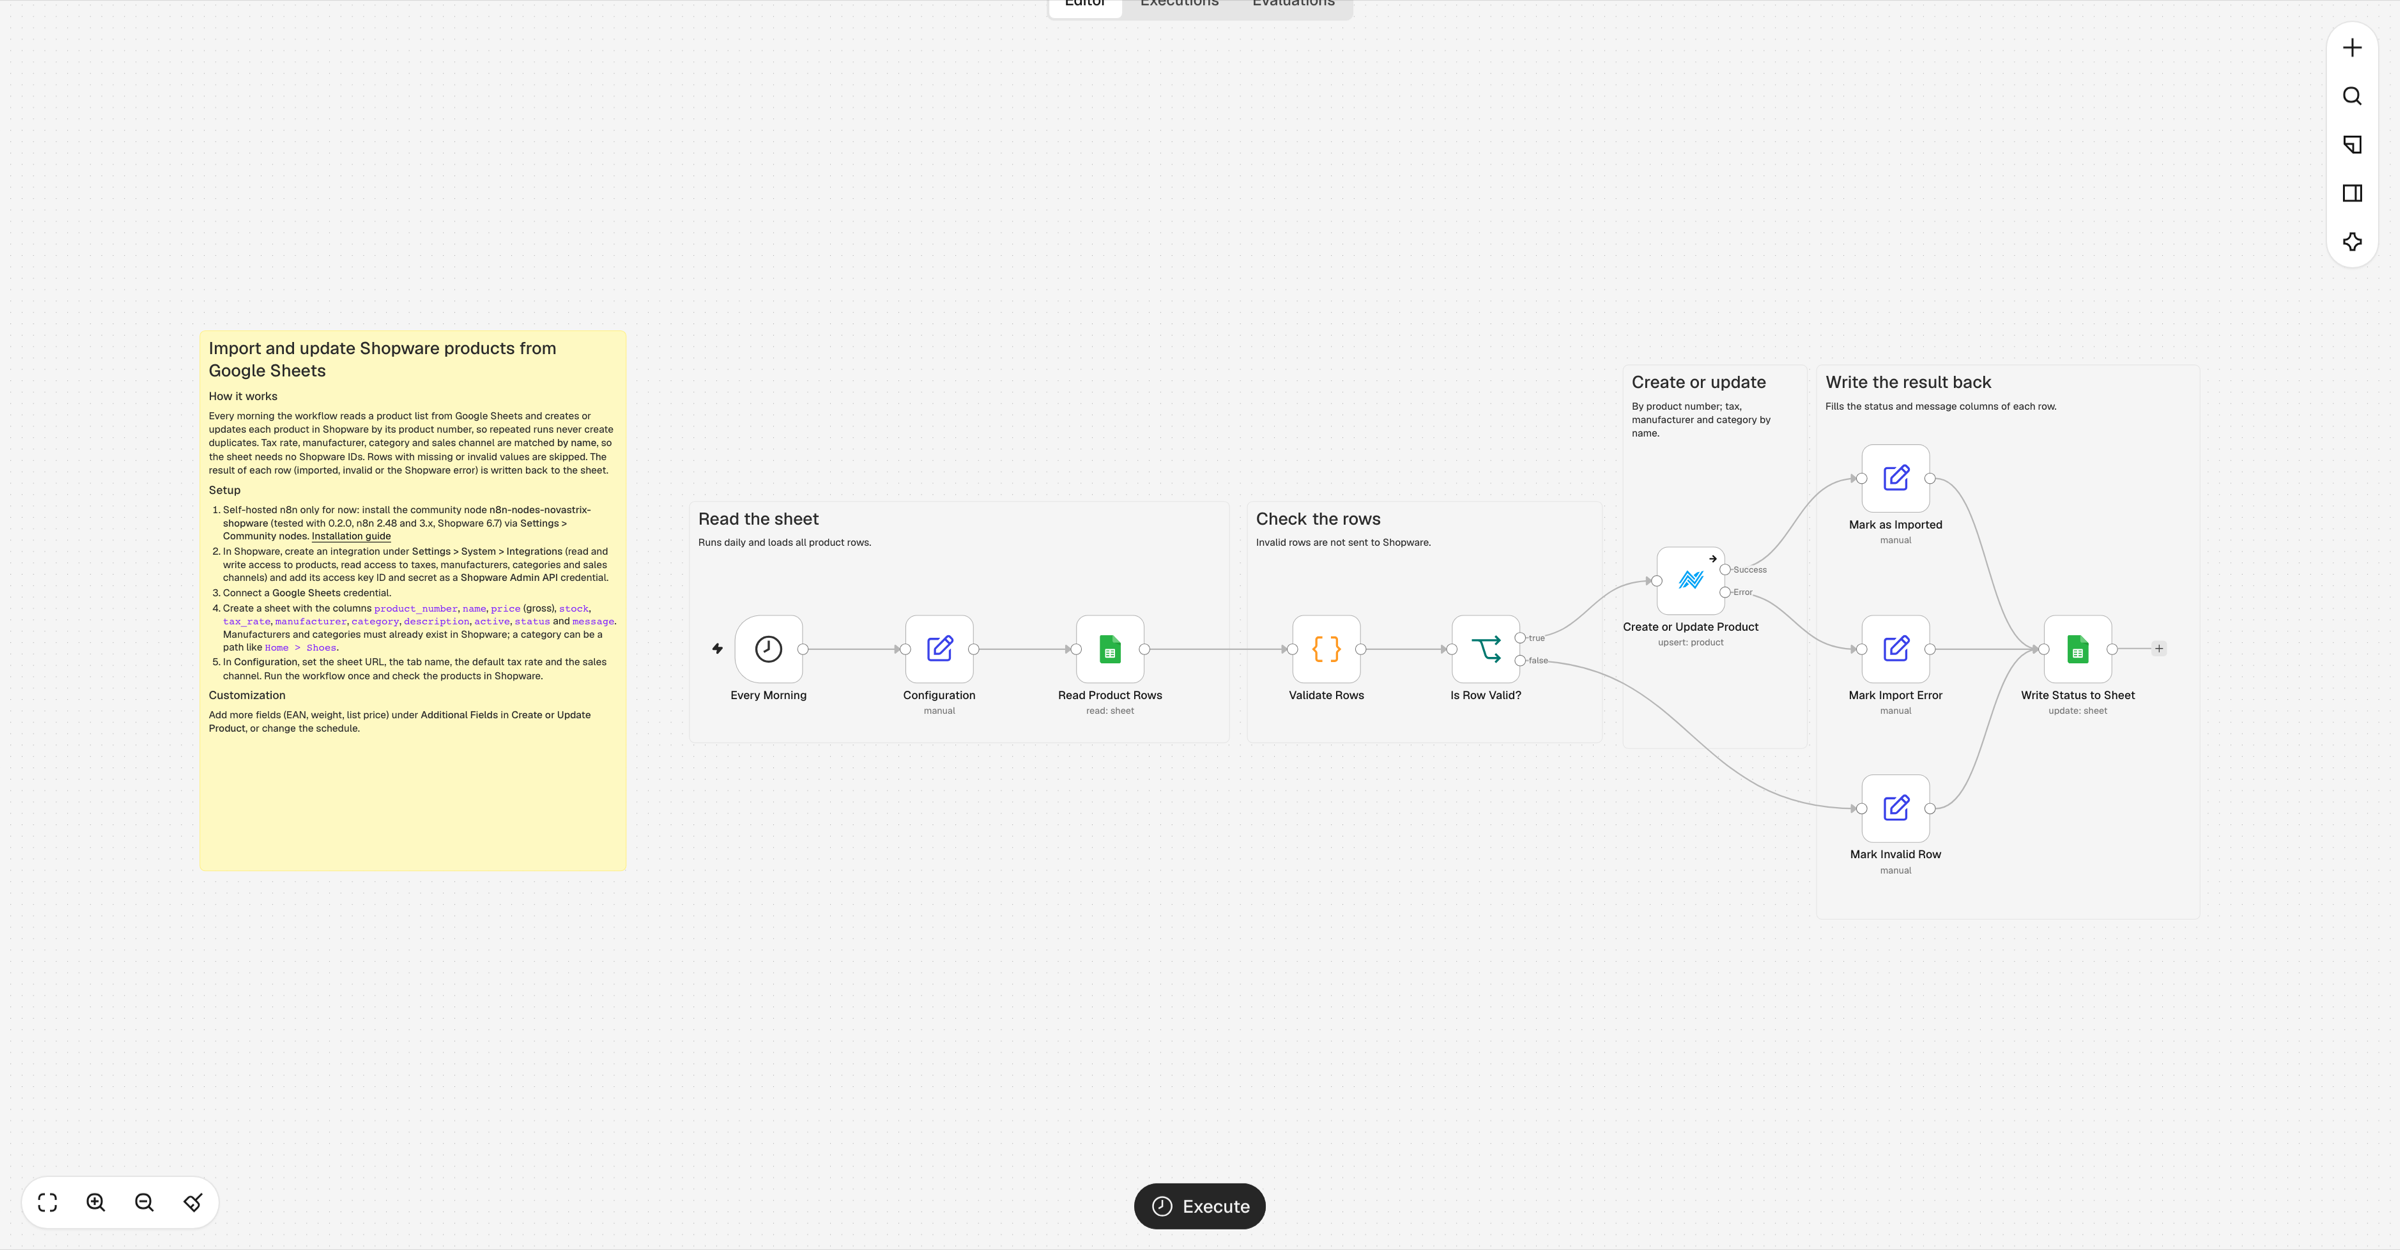 Editor Executions Evaluations
Import and update Shopware products from
Google Sheets
How it works
Every morning the workflow reads a product list from Google Sheets and creates or
updates each product in Shopware by its product number, so repeated runs never create
duplicates. Tax rate, manufacturer, category and sales channel are matched by name, so
the sheet needs no Shopware IDs. Rows with missing or invalid values are skipped. The
result of each row (imported, invalid or the Shopware error) is written back to the sheet.
Setup
1. Self-hosted n8n only for now: install the community node n8n-nodes-novastrix-
shopware (tested with 0.2.0, n8n 2.48 and 3.x, Shopware 6.7) via Settings >
Community nodes. Installation guide
2. In Shopware, create an integration under Settings > System > Integrations (read and
write access to products, read access to taxes, manufacturers, categories and sales
channels) and add its access key ID and secret as a Shopware Admin API credential.
3. Connect a Google Sheets credential.
4. Create a sheet with the columns product_number, name, price (gross), stock,
tax_rate, manufacturer, category, description, active, status and message.
Manufacturers and categories must already exist in Shopware; a category can be a
path like Home > Shoes.
5. In Configuration, set the sheet URL, the tab name, the default tax rate and the sales
channel. Run the workflow once and check the products in Shopware.
Customization
Add more fields (EAN, weight, list price) under Additional Fields in Create or Update
Product, or change the schedule.
Read the sheet
Runs daily and loads all product rows.
Every Morning
Configuration
manual
Read Product Rows
read: sheet
Check the rows
Invalid rows are not sent to Shopware.
Validate Rows
Is Row Valid?
true
false
Create or update
By product number; tax,
manufacturer and category by
name.
Success
Error
Create or Update Product
upsert: product
Write the result back
Fills the status and message columns of each row.
Mark as Imported
manual
Mark Import Error
manual
Mark Invalid Row
manual
Write Status to Sheet
update: sheet
Execute